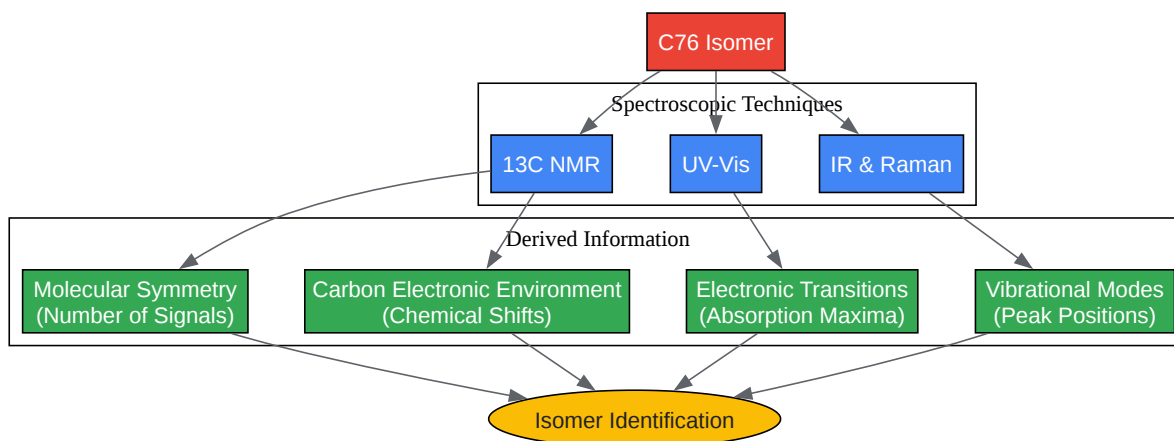 C76 Isomer
Spectroscopic Techniques
13C NMR
UV-Vis
IR & Raman
Derived Information
Molecular Symmetry
(Number of Signals)
Carbon Electronic Environment
(Chemical Shifts)
Electronic Transitions
(Absorption Maxima)
Vibrational Modes
(Peak Positions)
Isomer Identification